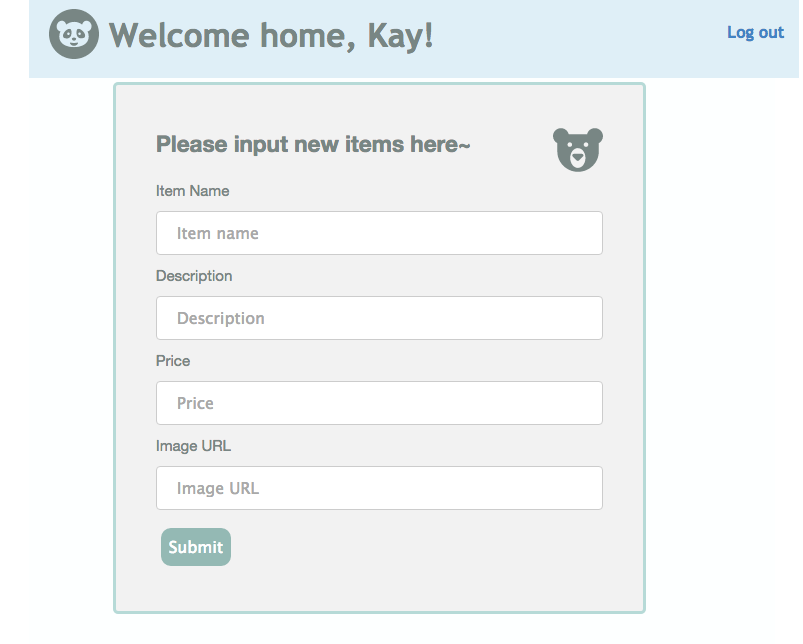 Welcome home, Kay!
Log out
Please input new items here~
Item Name
Item name
Description
Description
Price
Price
Image URL
Image URL
Submit